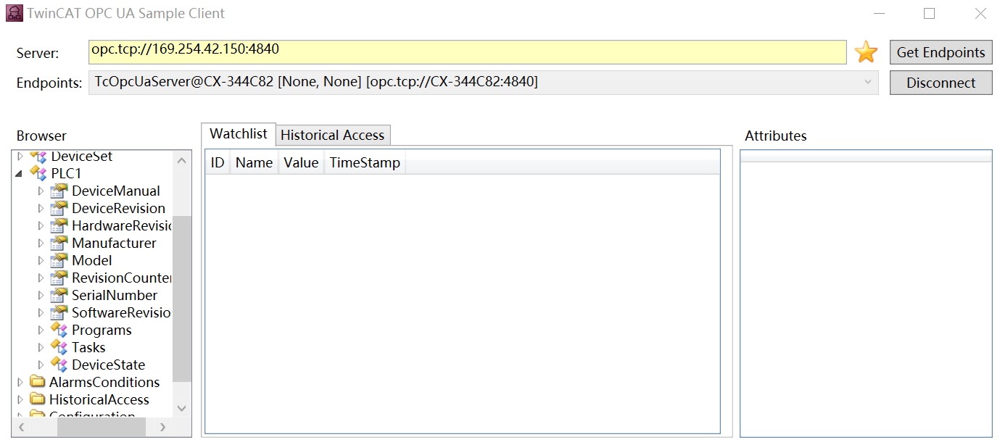 TwinCAT OPC UA Sample Client
Server: opc.tcp://169.254.42.150:4840 Get Endpoints
Endpoints: TcOpcUaServer@CX-344C82 [None, None] [opc.tcp://CX-344C82:4840] Disconnect
Browser Watchlist Historical Access Attributes
ID Name Value TimeStamp
DeviceSet
PLC1
DeviceManual
DeviceRevision
HardwareRevisio
Manufacturer
Model
RevisionCounter
SerialNumber
SoftwareRevisio
Programs
Tasks
DeviceState
AlarmsConditions
HistoricalAccess
Configuration